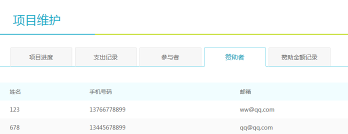 项目维护
项目进度 支出记录 参与者 赞助者 赞助金额记录
姓名 手机号码 邮箱
123 13766778899 ww@qq.com
678 13445678899 qq@qq.com